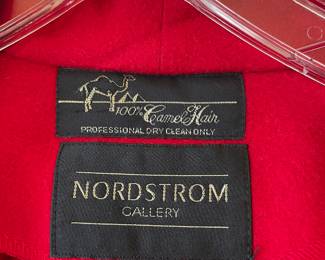 100% Camel Hair
PROFESSIONAL DRY CLEAN ONLY
NORDSTROM
GALLERY